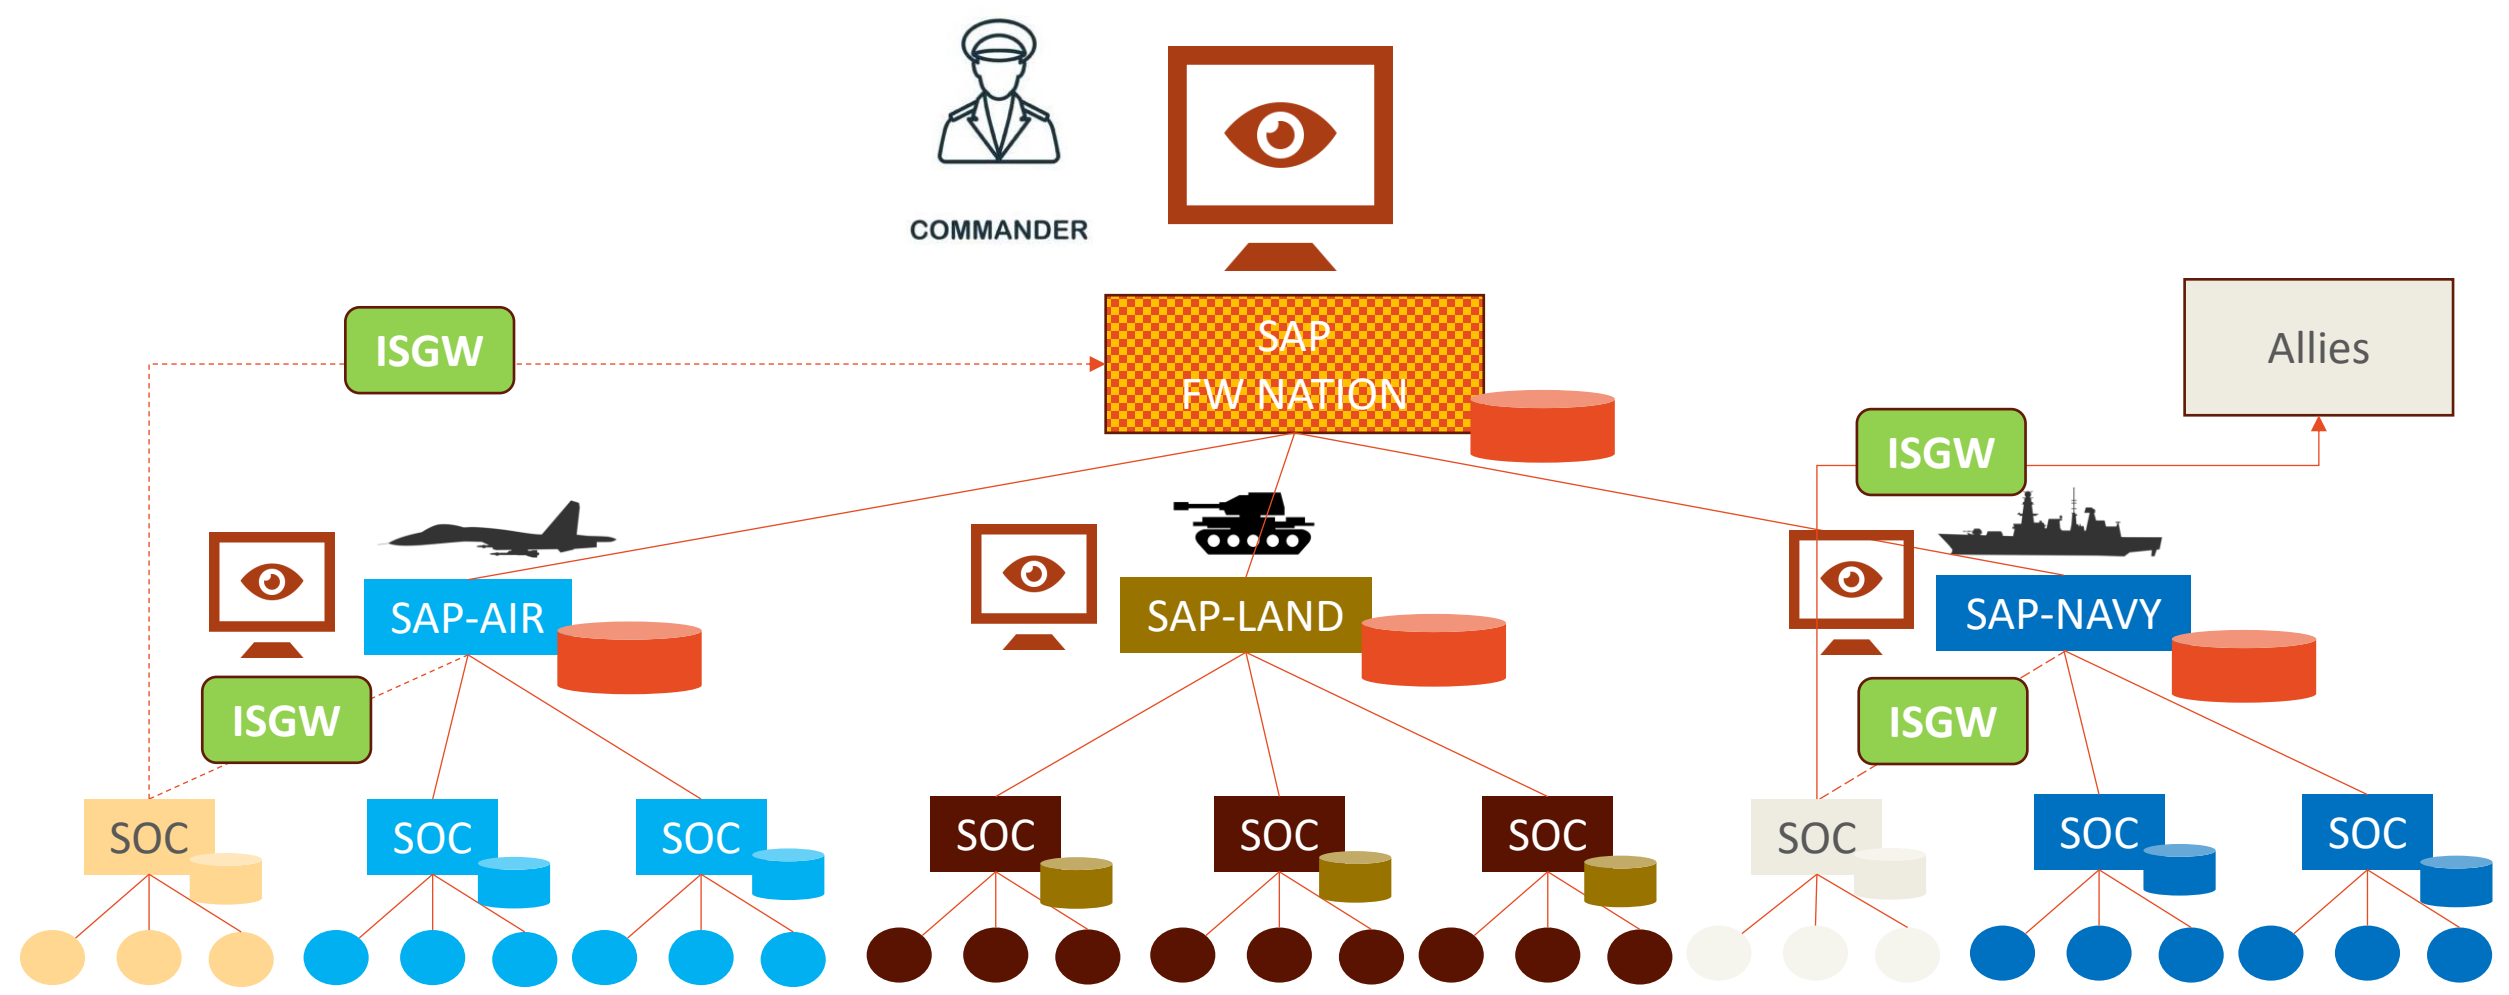 COMMANDER
SAP
FW NATION
ISGW
Allies
ISGW
SAP-AIR
SAP-LAND
SAP-NAVY
ISGW
ISGW
SOC
SOC
SOC
SOC
SOC
SOC
SOC
SOC
SOC